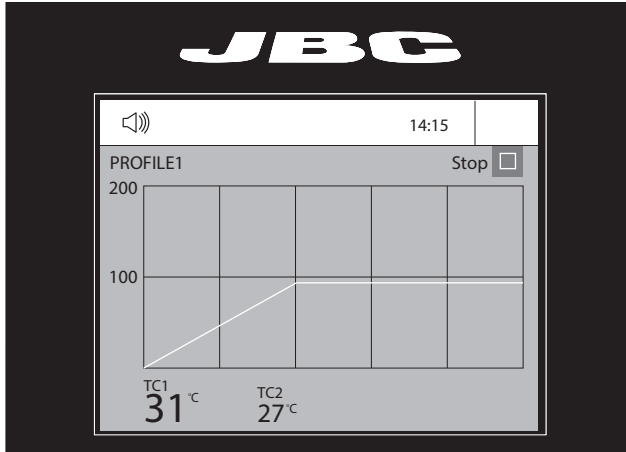 JBC
14:15
PROFILE1 Stop
200
100
TC1
31 °C
TC2
27 °C